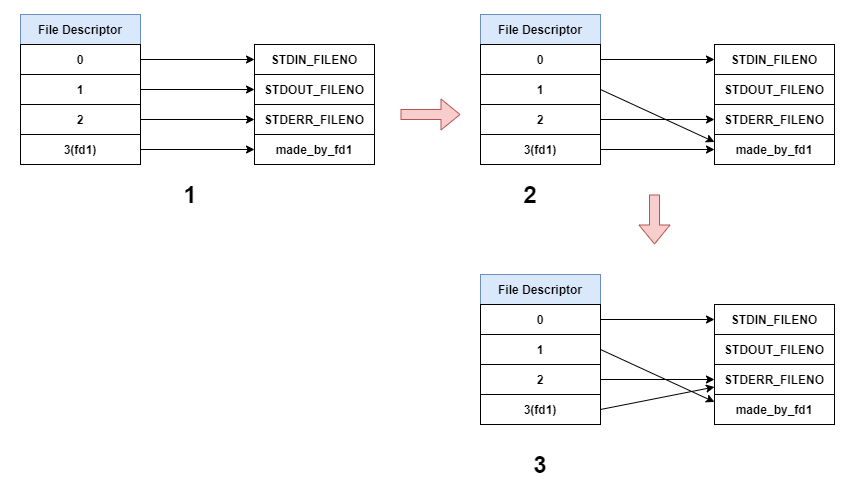 File Descriptor
0 STDIN_FILENO
1 STDOUT_FILENO
2 STDERR_FILENO
3(fd1) made_by_fd1
1
File Descriptor
0 STDIN_FILENO
1 STDOUT_FILENO
2 STDERR_FILENO
3(fd1) made_by_fd1
2
File Descriptor
0 STDIN_FILENO
1 STDOUT_FILENO
2 STDERR_FILENO
3(fd1) made_by_fd1
3